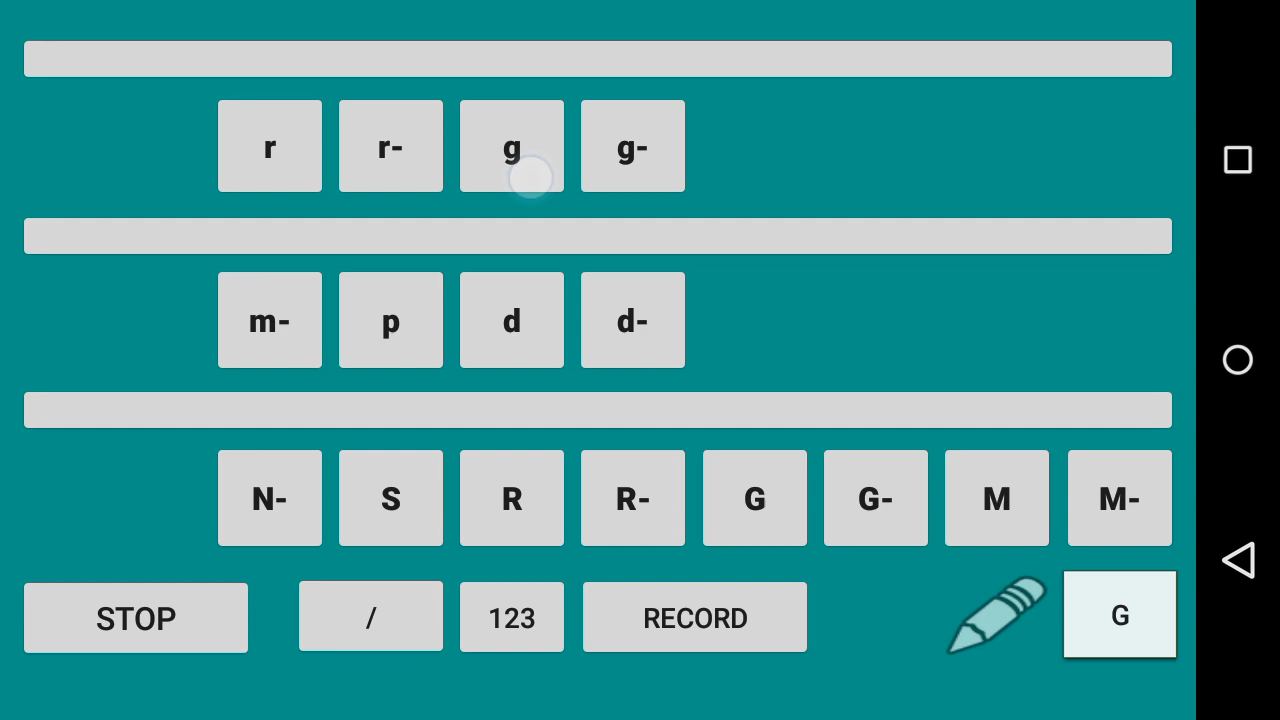 r r- g g-
m- p d d-
N- S R R- G G- M M-
STOP / 123 RECORD G